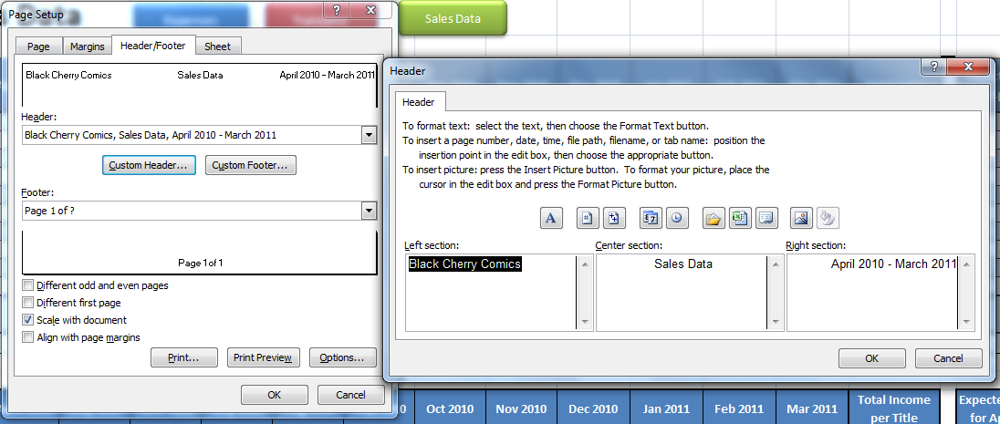 Data
Expenses
Sales Data
Page Setup
Page
Margins
Header/Footer
Sheet
Black Cherry Comics
Sales Data
April 2010 - March 2011
Header:
Black Cherry Comics, Sales Data, April 2010 - March 2011
Custom Header...
Custom Footer...
Footer:
Page 1 of ?
Page 1 of 1
Different odd and even pages
Different first page
Scale with document
Align with page margins
Print...
Print Preview
Options...
OK
Cancel
Header
Header
To format text: select the text, then choose the Format Text button.
To insert a page number, date, time, file path, filename, or tab name: position the
insertion point in the edit box, then choose the appropriate button.
To insert picture: press the Insert Picture button. To format your picture, place the
cursor in the edit box and press the Format Picture button.
A
Left section:
Center section:
Right section:
Black Cherry Comics
Sales Data
April 2010 - March 2011
OK
Cancel
Oct 2010
Nov 2010
Dec 2010
Jan 2011
Feb 2011
Mar 2011
Total Income
per Title
Expecte
for Ap